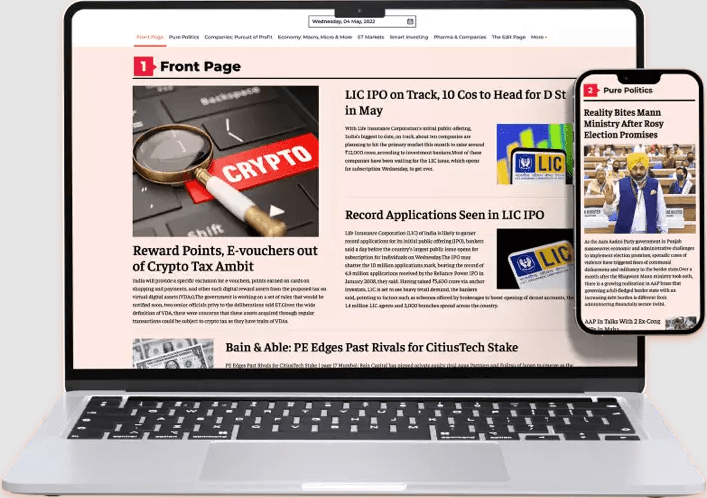 Wednesday, 04 May, 2022
Front Page Pure Politics Companies: Pursuit of Profit. Economy: Macro, Micro & More ET Markets Smart Investing Pharma & Companies The Edit Page More
1 Front Page
Backspace
CRYPTO
Shift
Reward Points, E-vouchers out
of Crypto Tax Ambit
India will provide a specific exclusion for e-vouchers, points earned on cards on
shopping and payments, and other such digital reward assets from the proposed tax on
virtual digital assets (VDA).The government is working on a set of rules that would be
notified soon, two senior officials privy to the deliberations told ET.Given the wide
definition of VDA, there were concerns that these assets acquired through regular
transactions could be subject to crypto tax as they have traits of VDAs.
LIC IPO on Track, 10 Cos to Head for D St
in May
With Life Insurance Corporation's initial public offering,
India's biggest to date, on track, about ten companies are
planning to hit the primary market this month to raise around
₹12,000 crore, according to investment bankers.Most of these
companies have been waiting for the LIC issue, which opens
for subscription Wednesday, to get over.
LIC
Record Applications Seen in LIC IPO
Life Insurance Corporation (LIC) of India is likely to garner
record applications for its initial public offering (IPO), bankers
said a day before the country's largest public issue opens for
subscription for individuals on Wednesday.The IPO may
shatter the 10 million applications mark, bearing the record of
4.8 million applications received by the Reliance Power IPO in
January 2008, they said. Having raised ₹5,600 crore via anchor
investors, LIC is set to see heavy retail demand, the bankers
said, pointing to factors such as schemes offered by brokerages to boost opening of demat accounts, the
1.4 million LIC agents and 2,000 branches spread across the country.
LIC
Bain & Able: PE Edges Past Rivals for CitiusTech Stake
PE Edges Past Rivals for CitiusTech Stake | page 17 Mumbai: Bain Capital has pipped private equity rival
2 Pure Politics
Reality Bites Mann
Ministry After Rosy
Election Promises
As the Aam Aadmi Party government in Punjab
manoeuvres economic and administrative challenges
to implement election promises, sporadic cases of
violence have triggered fears of communal
disharmony and militancy in the border state.Over a
month after the Bhagwant Mann ministry took oath,
there is a growing realisation in AAP issues that
governing a full-fledged border state with an
increasing debt burden is different from
administering financially secure Delhi.
AAP In Talks With 2 Ex-Cong
control option command command option